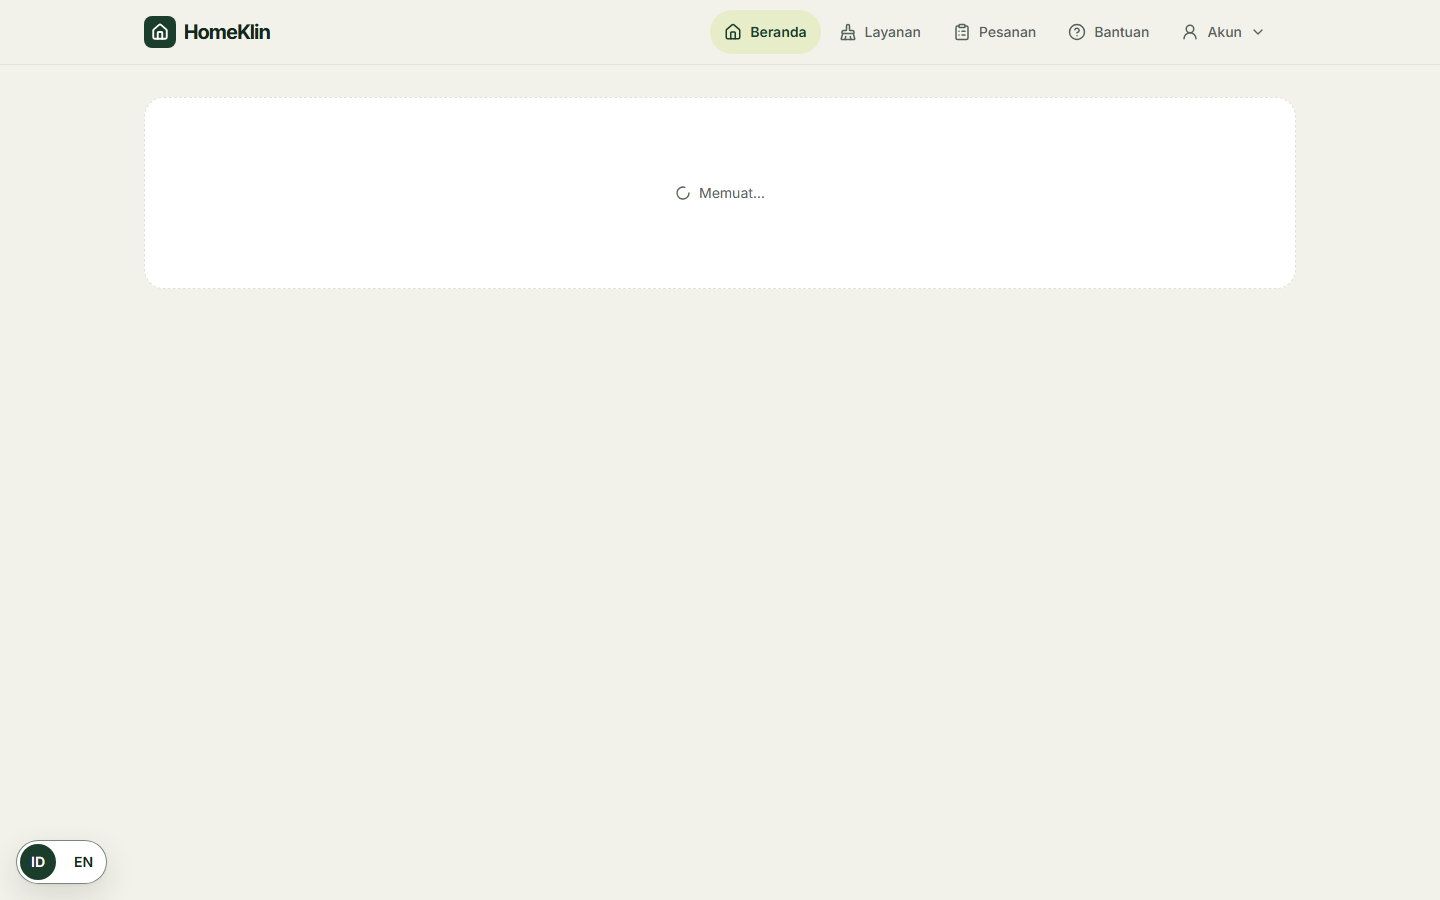 HomeKlin
Beranda
Layanan
Pesanan
Bantuan
Akun
Memuat...
ID
EN